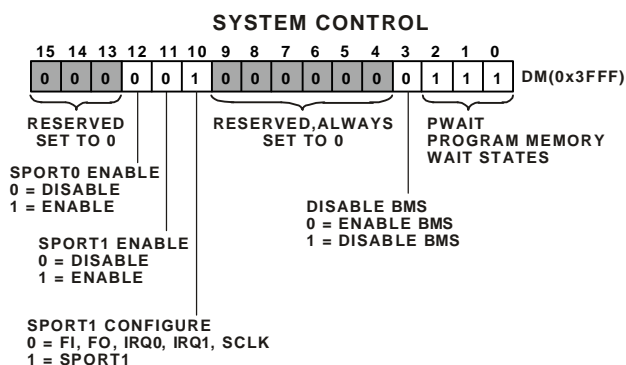 SYSTEM CONTROL
15 14 13 12 11 10 9 8 7 6 5 4 3 2 1 0
0 0 0 0 0 1 0 0 0 0 0 0 0 1 1 1 DM(0x3FFF)
RESERVED
SET TO 0
RESERVED,ALWAYS
SET TO 0
PWAIT
PROGRAM MEMORY
WAIT STATES
SPORT0 ENABLE
0 = DISABLE
1 = ENABLE
DISABLE BMS
0 = ENABLE BMS
1 = DISABLE BMS
SPORT1 ENABLE
0 = DISABLE
1 = ENABLE
SPORT1 CONFIGURE
0 = FI, FO, IRQ0, IRQ1, SCLK
1 = SPORT1